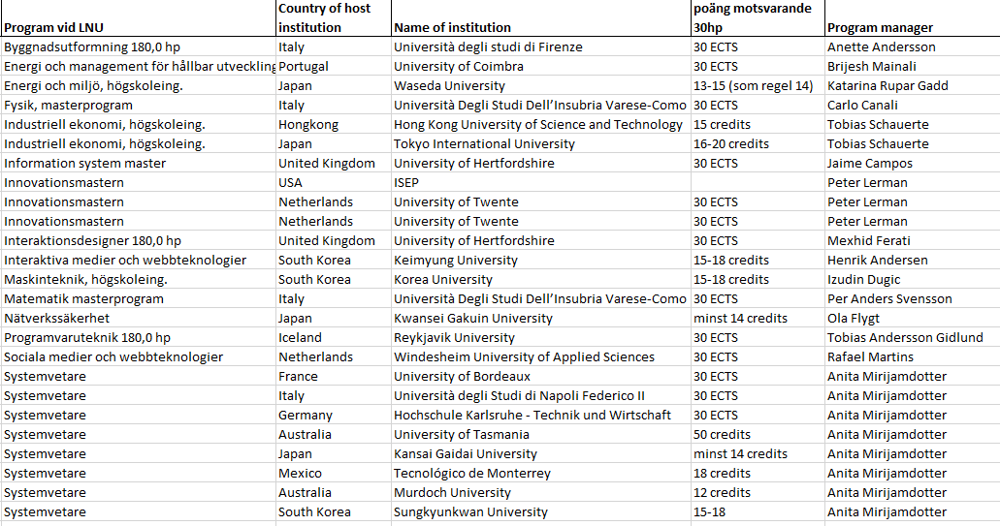 Program vid LNU Country of host institution Name of institution poäng motsvarande 30hp Program manager
Byggnadsutformning 180,0 hp Italy Università degli studi di Firenze 30 ECTS Anette Andersson
Energi och management för hållbar utveckling Portugal University of Coimbra 30 ECTS Brijesh Mainali
Energi och miljö, högskoleing. Japan Waseda University 13-15 (som regel 14) Katarina Rupar Gadd
Fysik, masterprogram Italy Università Degli Studi Dell’Insubria Varese-Como 30 ECTS Carlo Canali
Industriell ekonomi, högskoleing. Hongkong Hong Kong University of Science and Technology 15 credits Tobias Schauerte
Industriell ekonomi, högskoleing. Japan Tokyo International University 16-20 credits Tobias Schauerte
Information system master United Kingdom University of Hertfordshire 30 ECTS Jaime Campos
Innovationsmastern USA ISEP Peter Lerman
Innovationsmastern Netherlands University of Twente 30 ECTS Peter Lerman
Innovationsmastern Netherlands University of Twente 30 ECTS Peter Lerman
Interaktionsdesigner 180,0 hp United Kingdom University of Hertfordshire 30 ECTS Mexhid Ferati
Interaktiva medier och webbteknologier South Korea Keimyung University 15-18 credits Henrik Andersen
Maskinteknik, högskoleing. South Korea Korea University 15-18 credits Izudin Dugic
Matematik masterprogram Italy Università Degli Studi Dell’Insubria Varese-Como 30 ECTS Per Anders Svensson
Nätverkssäkerhet Japan Kwansei Gakuin University minst 14 credits Ola Flygt
Programvaruteknik 180,0 hp Iceland Reykjavik University 30 ECTS Tobias Andersson Gidlund
Sociala medier och webbteknologier Netherlands Windesheim University of Applied Sciences 30 ECTS Rafael Martins
Systemvetare France University of Bordeaux 30 ECTS Anita Mirijamdotter
Systemvetare Italy Università degli Studi di Napoli Federico II 30 ECTS Anita Mirijamdotter
Systemvetare Germany Hochschule Karlsruhe - Technik und Wirtschaft 30 ECTS Anita Mirijamdotter
Systemvetare Australia University of Tasmania 50 credits Anita Mirijamdotter
Systemvetare Japan Kansai Gaidai University minst 14 credits Anita Mirijamdotter
Systemvetare Mexico Tecnológico de Monterrey 18 credits Anita Mirijamdotter
Systemvetare Australia Murdoch University 12 credits Anita Mirijamdotter
Systemvetare South Korea Sungkyunkwan University 15-18 Anita Mirijamdotter